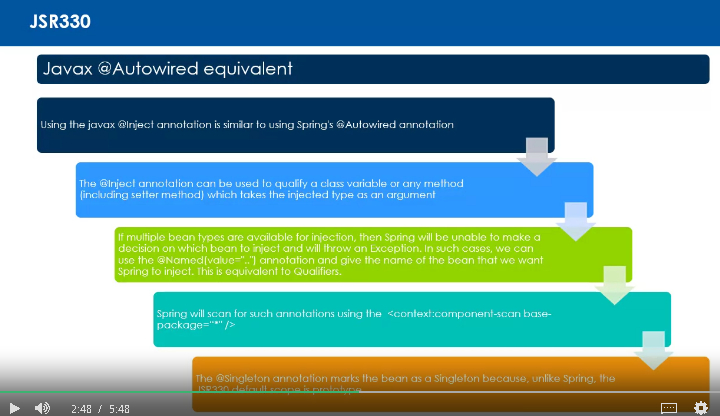 JSR330
Javax @Autowired equivalent
Using the javax @Inject annotation is similar to using Spring's @Autowired annotation
The @Inject annotation can be used to qualify a class variable or any method
(including setter method) which takes the injected type as an argument
If multiple bean types are available for injection, then Spring will be unable to make a
decision on which bean to inject and will throw an Exception. In such cases, we can
use the @Named(value="..") annotation and give the name of the bean that we want
Spring to inject. This is equivalent to Qualifiers.
Spring will scan for such annotations using the <context:component-scan base-
package="*" />
The @Singleton annotation marks the bean as a Singleton because, unlike Spring, the
JSR330 default scope is prototype
2:48 / 5:48